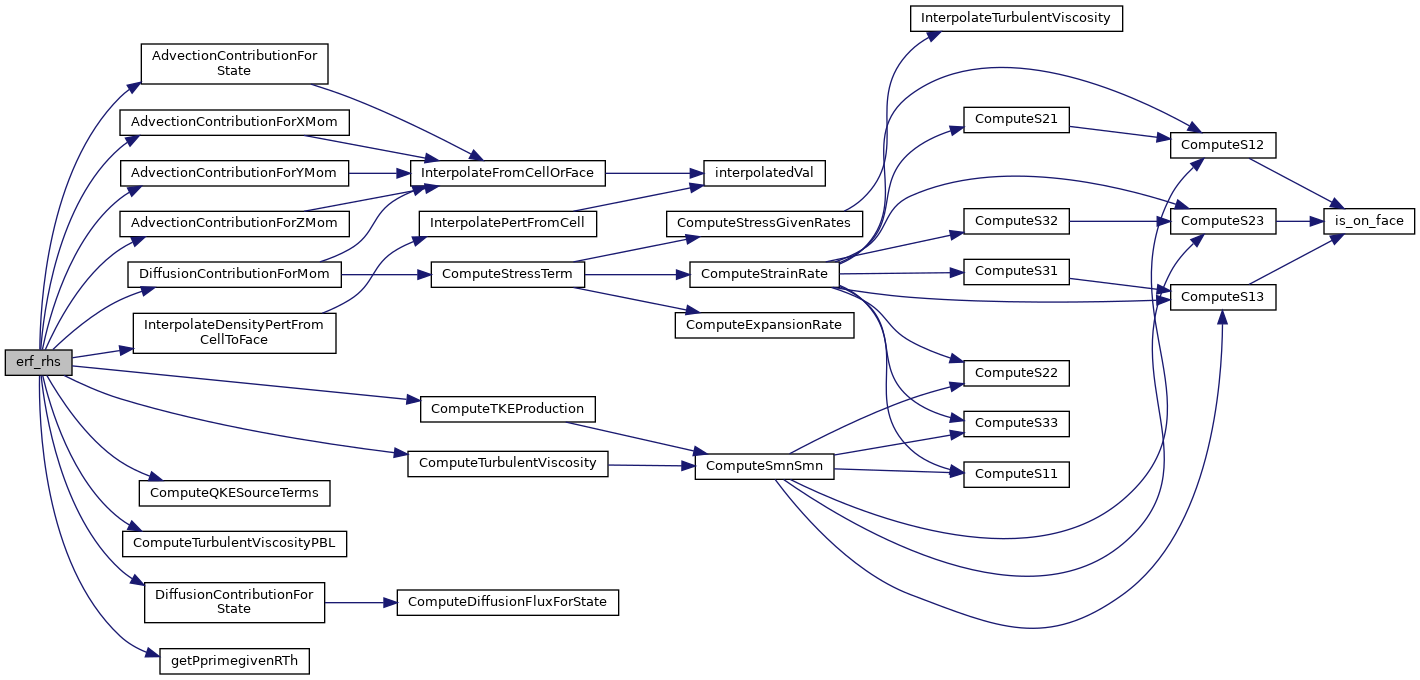 InterpolateTurbulentViscosity
AdvectionContributionFor
State
AdvectionContributionForXMom
ComputeS21
ComputeS12
AdvectionContributionForYMom
InterpolateFromCellOrFace
interpolatedVal
AdvectionContributionForZMom
InterpolatePertFromCell
ComputeStressGivenRates
ComputeS32
ComputeS23
is_on_face
DiffusionContributionForMom
ComputeStressTerm
ComputeStrainRate
ComputeS31
ComputeS13
InterpolateDensityPertFrom
CellToFace
ComputeExpansionRate
erf_rhs
ComputeS22
ComputeTKEProduction
ComputeS33
ComputeTurbulentViscosity
ComputeSmnSmn
ComputeS11
ComputeQKESourceTerms
ComputeTurbulentViscosityPBL
DiffusionContributionFor
State
ComputeDiffusionFluxForState
getPprimegivenRTh